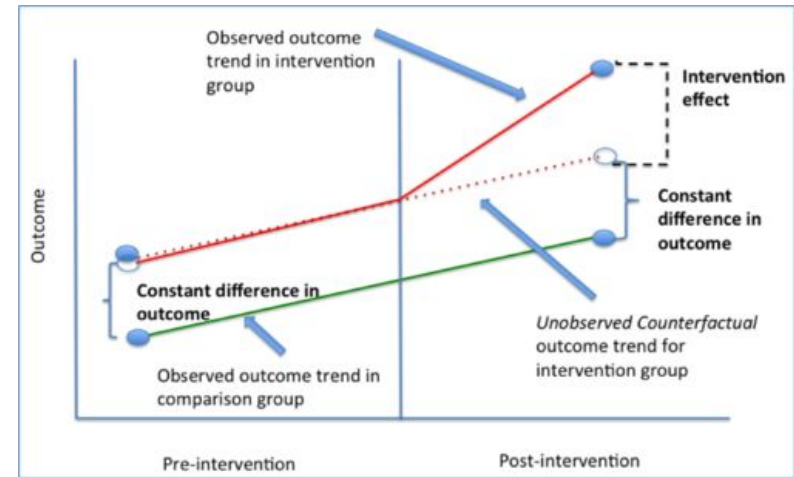 Observed outcome
trend in intervention
group
Intervention
effect
Outcome
Constant
difference in
outcome
Constant difference in
outcome
Unobserved Counterfactual
outcome trend for
intervention group
Observed outcome trend in
comparison group
Pre-intervention
Post-intervention